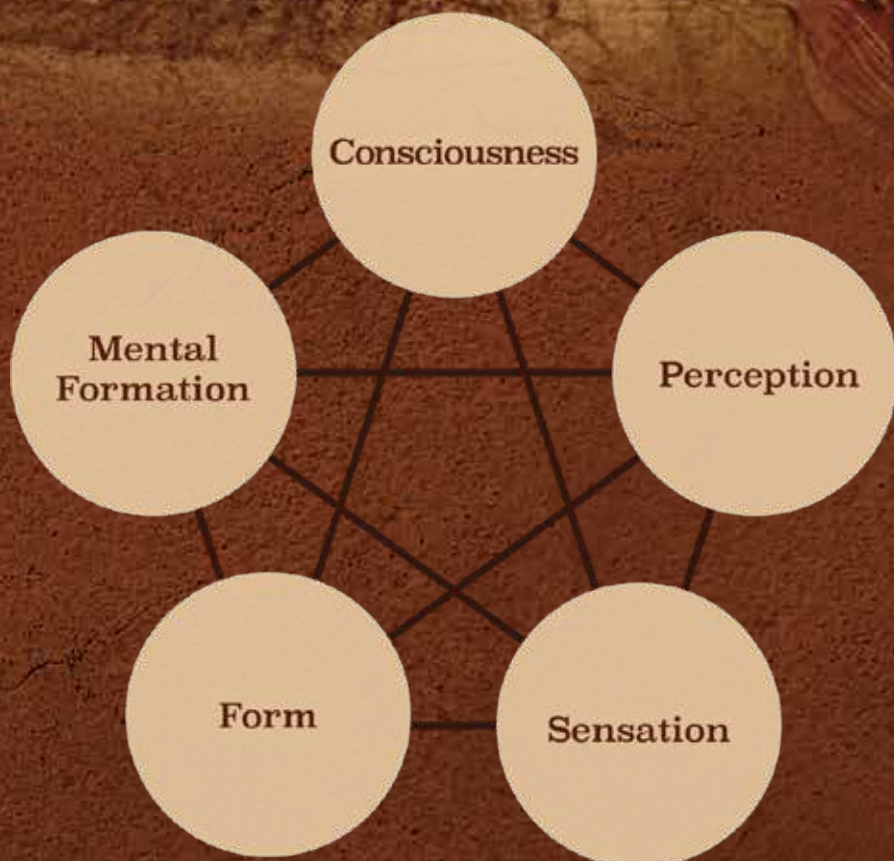 Consciousness
Mental
Formation
Perception
Form
Sensation